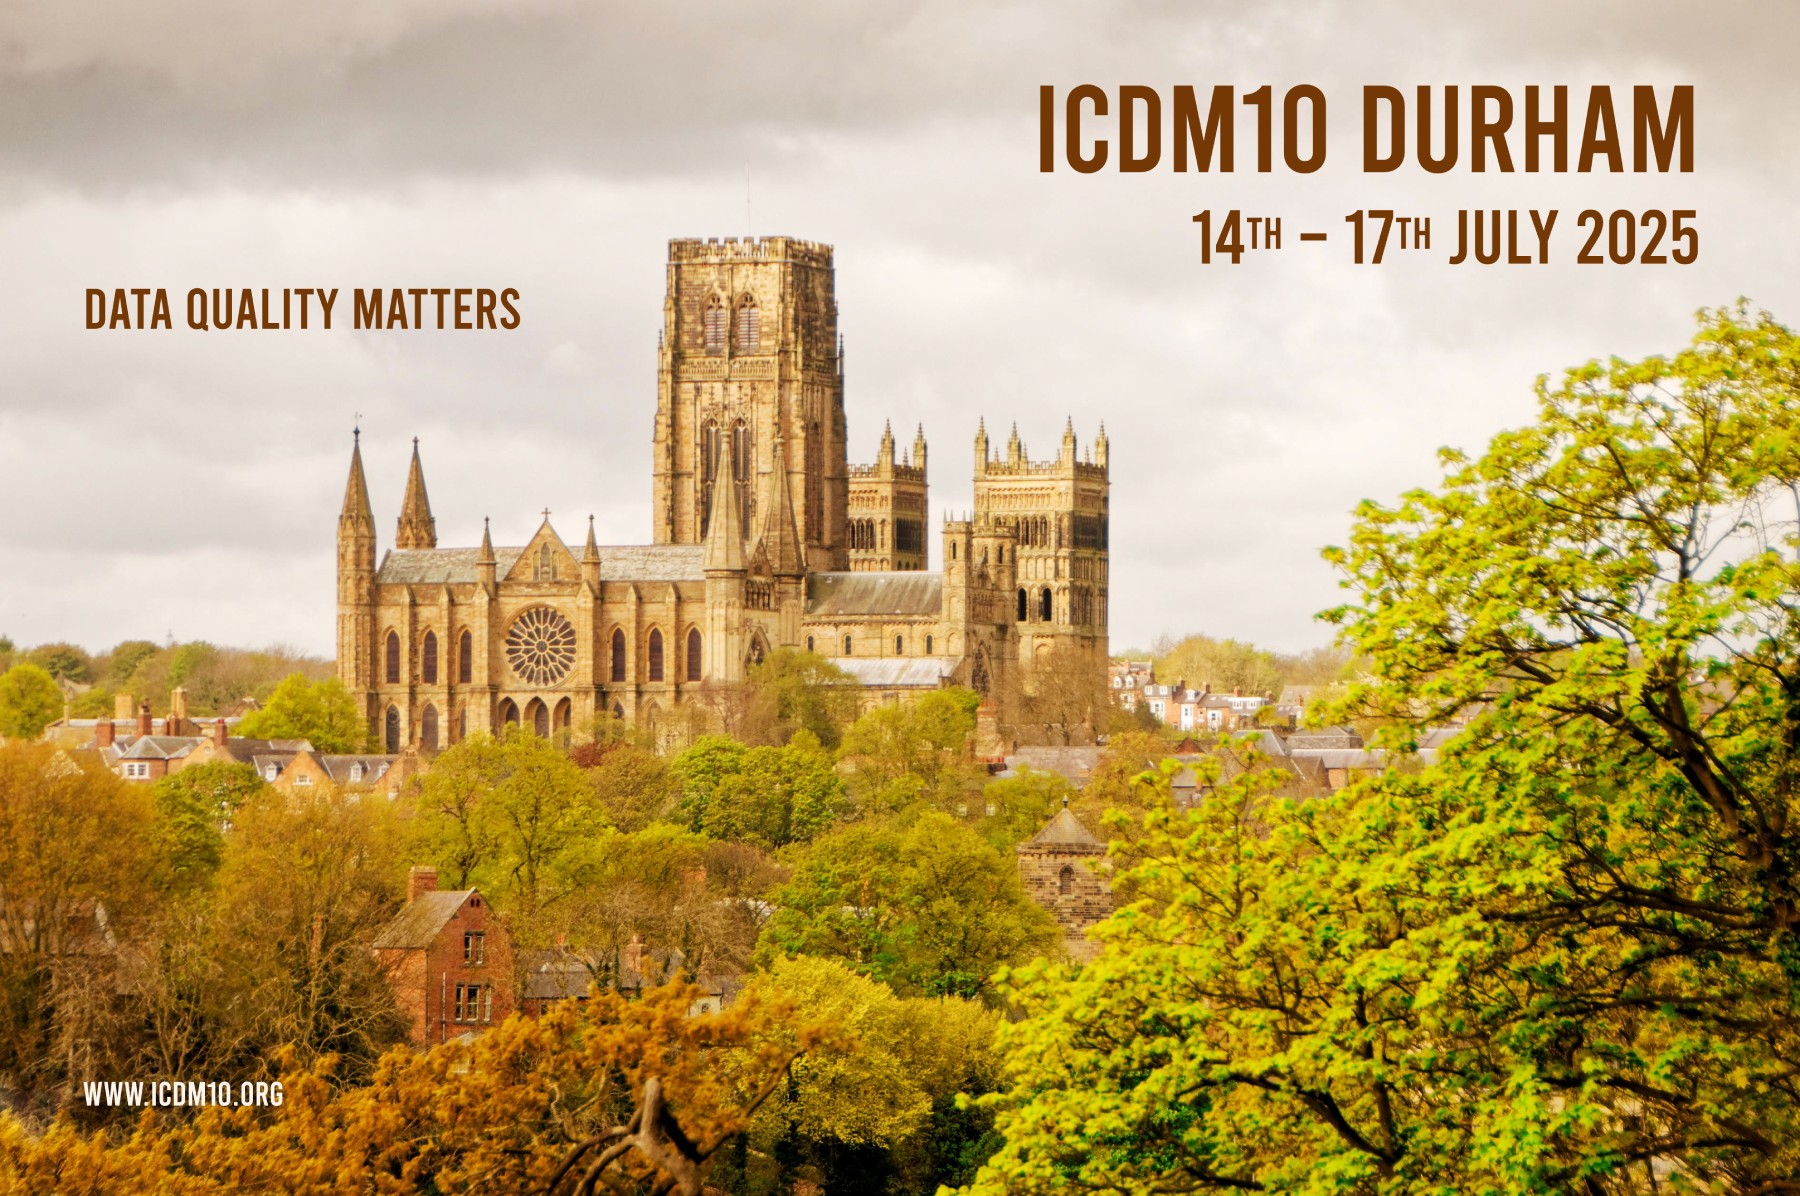 ICDM10 DURHAM
14TH – 17TH JULY 2025
DATA QUALITY MATTERS
WWW.ICDM10.ORG